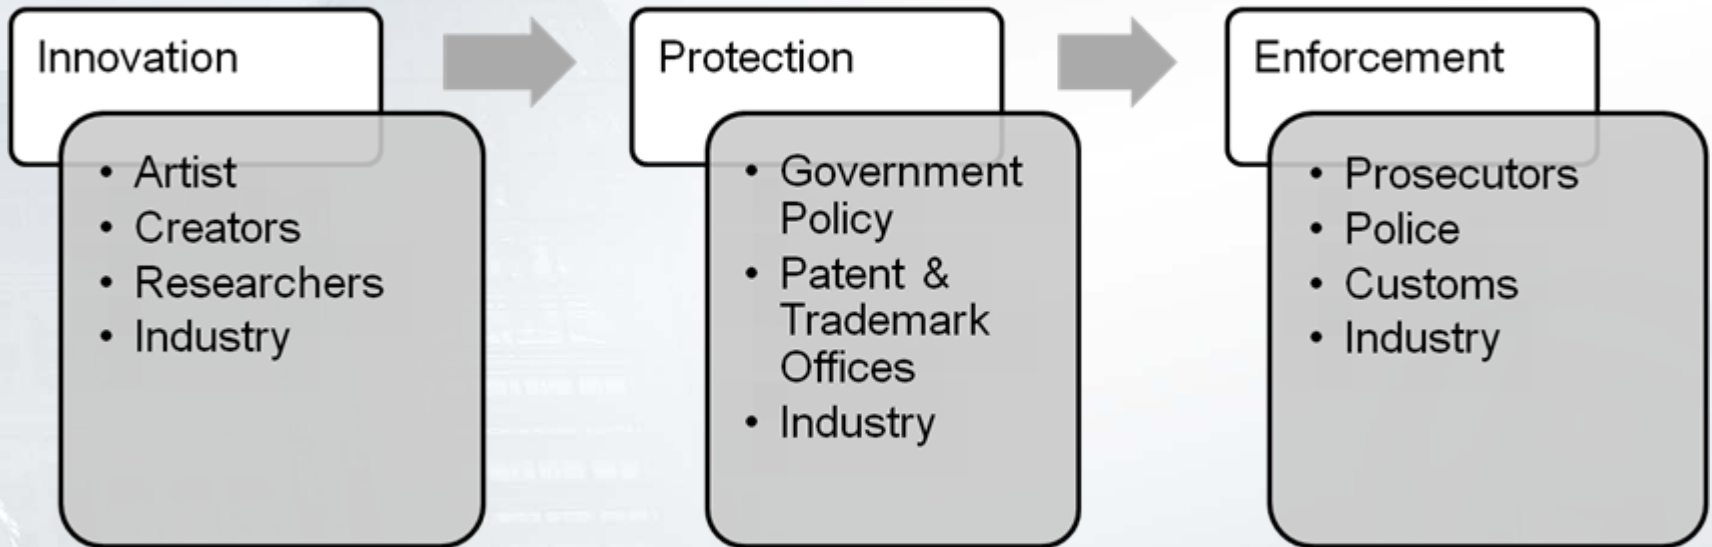 Innovation
• Artist
• Creators
• Researchers
• Industry
Protection
• Government
Policy
• Patent &
Trademark
Offices
• Industry
Enforcement
• Prosecutors
• Police
• Customs
• Industry